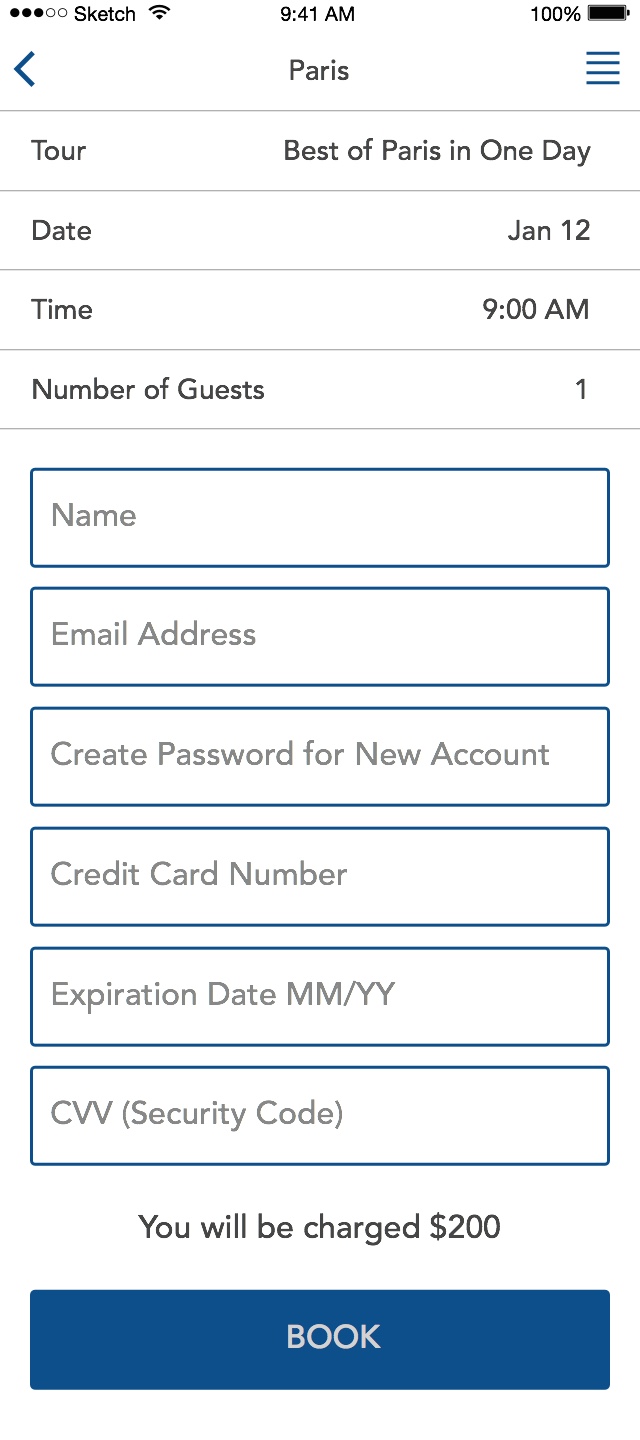 Sketch 9:41 AM 100%
Paris
Tour Best of Paris in One Day
Date Jan 12
Time 9:00 AM
Number of Guests 1
Name
Email Address
Create Password for New Account
Credit Card Number
Expiration Date MM/YY
CVV (Security Code)
You will be charged $200
BOOK